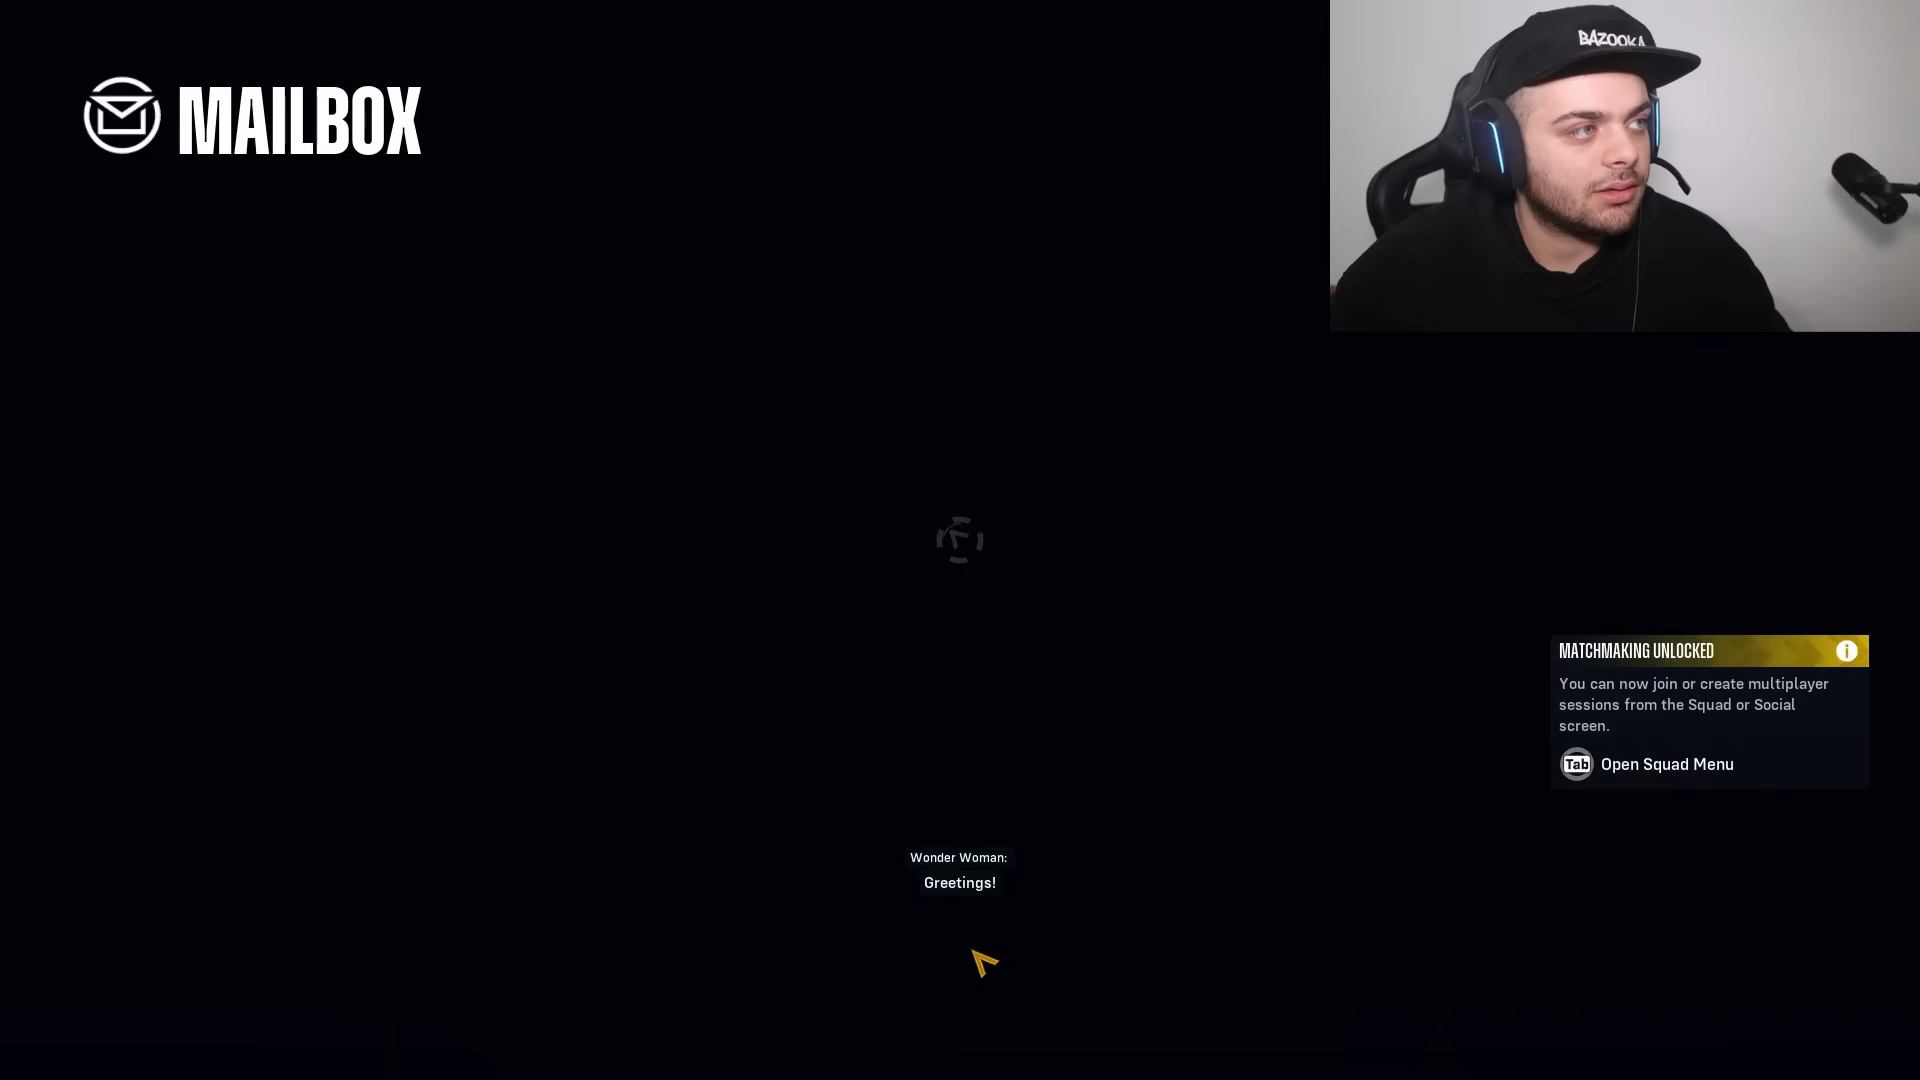 MAILBOX
BAZOOKA
MATCHMAKING UNLOCKED
You can now join or create multiplayer
sessions from the Squad or Social
screen.
Tab Open Squad Menu
Wonder Woman:
Greetings!